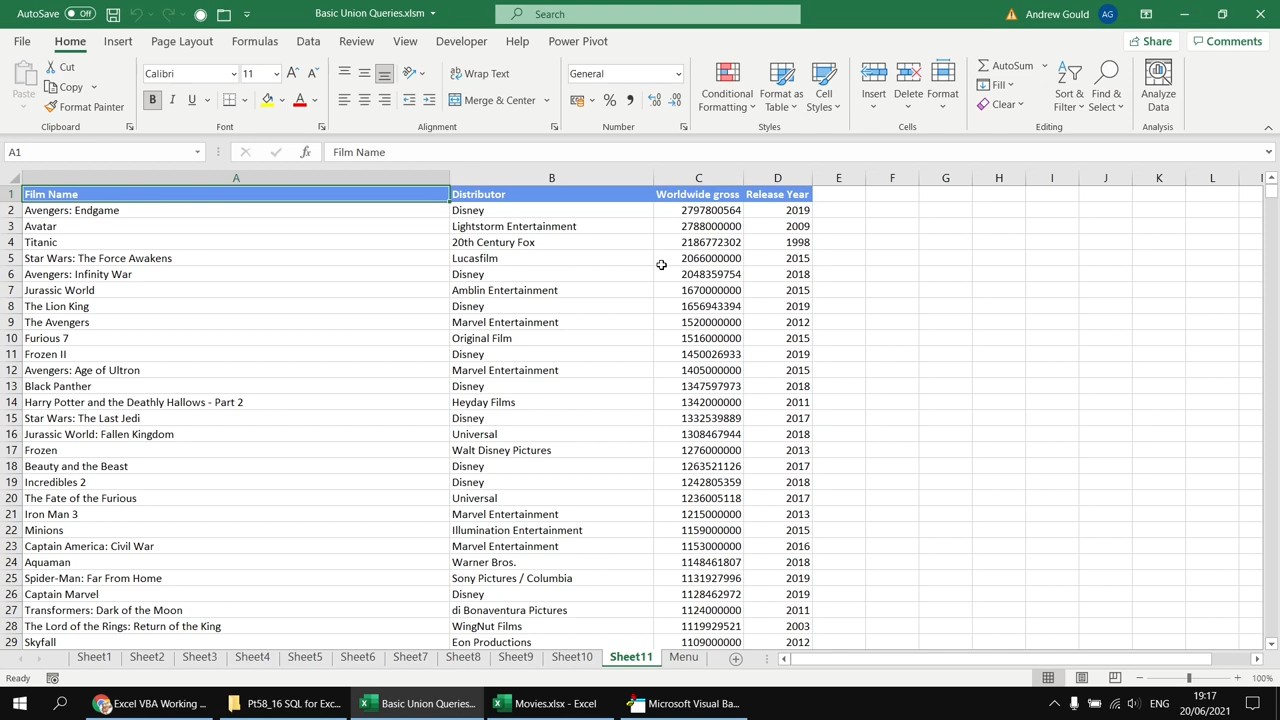 AutoSave Off Basic Union Queries.xlsm Search Andrew Gould AG
File Home Insert Page Layout Formulas Data Review View Developer Help Power Pivot Share Comments
Paste Cut Copy Format Painter Clipboard
Calibri 11 B I U A Font
Wrap Text Merge & Center Alignment
General % Number
Conditional Formatting Format as Table Cell Styles Styles
Insert Delete Format Cells
AutoSum Fill Clear Sort & Filter Find & Select Editing
Analyze Data Analysis
A1 fx Film Name
A B C D E F G H I J K L
1 Film Name Distributor Worldwide gross Release Year
2 Avengers: Endgame Disney 2797800564 2019
3 Avatar Lightstorm Entertainment 2788000000 2009
4 Titanic 20th Century Fox 2186772302 1998
5 Star Wars: The Force Awakens Lucasfilm 2066000000 2015
6 Avengers: Infinity War Disney 2048359754 2018
7 Jurassic World Amblin Entertainment 1670000000 2015
8 The Lion King Disney 1656943394 2019
9 The Avengers Marvel Entertainment 1520000000 2012
10 Furious 7 Original Film 1516000000 2015
11 Frozen II Disney 1450026933 2019
12 Avengers: Age of Ultron Marvel Entertainment 1405000000 2015
13 Black Panther Disney 1347597973 2018
14 Harry Potter and the Deathly Hallows - Part 2 Heyday Films 1342000000 2011
15 Star Wars: The Last Jedi Disney 1332539889 2017
16 Jurassic World: Fallen Kingdom Universal 1308467944 2018
17 Frozen Walt Disney Pictures 1276000000 2013
18 Beauty and the Beast Disney 1263521126 2017
19 Incredibles 2 Disney 1242805359 2018
20 The Fate of the Furious Universal 1236005118 2017
21 Iron Man 3 Marvel Entertainment 1215000000 2013
22 Minions Illumination Entertainment 1159000000 2015
23 Captain America: Civil War Marvel Entertainment 1153000000 2016
24 Aquaman Warner Bros. 1148461807 2018
25 Spider-Man: Far From Home Sony Pictures / Columbia 1131927996 2019
26 Captain Marvel Disney 1128462972 2019
27 Transformers: Dark of the Moon di Bonaventura Pictures 1124000000 2011
28 The Lord of the Rings: Return of the King WingNut Films 1119929521 2003
29 Skyfall Eon Productions 1109000000 2012
Sheet1 Sheet2 Sheet3 Sheet4 Sheet5 Sheet6 Sheet7 Sheet8 Sheet9 Sheet10 Sheet11 Menu
Ready 100%
Excel VBA Working ... Pt58_16 SQL for Exc... Basic Union Queries... Movies.xlsx - Excel Microsoft Visual Ba... ENG 19:17
20/06/2021